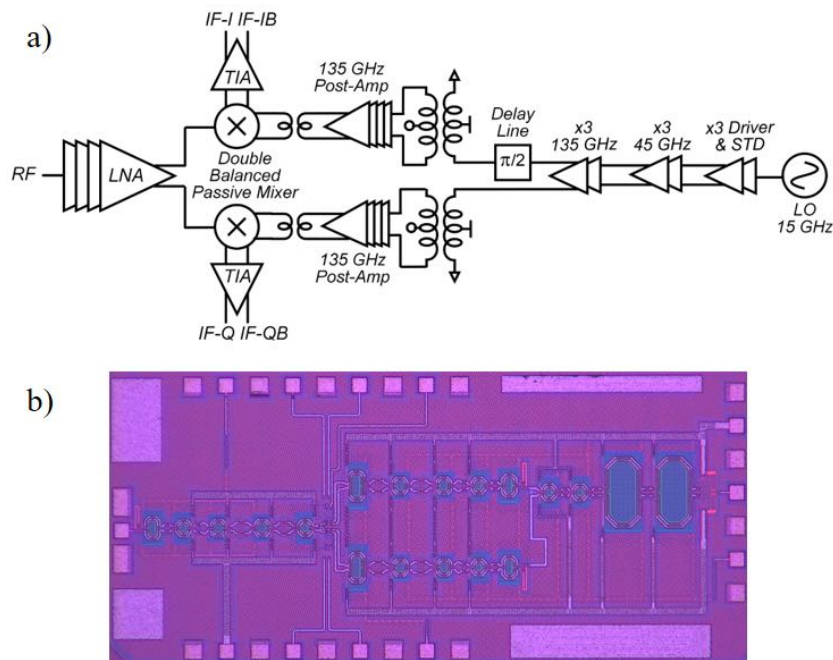 a)
IF-I IF-IB
TIA
135 GHz
Post-Amp
Delay
Line
x3
135 GHz
x3
45 GHz
x3 Driver
& STD
RF
LNA
Double
Balanced
Passive Mixer
π/2
LO
15 GHz
TIA
135 GHz
Post-Amp
IF-Q IF-QB
b)